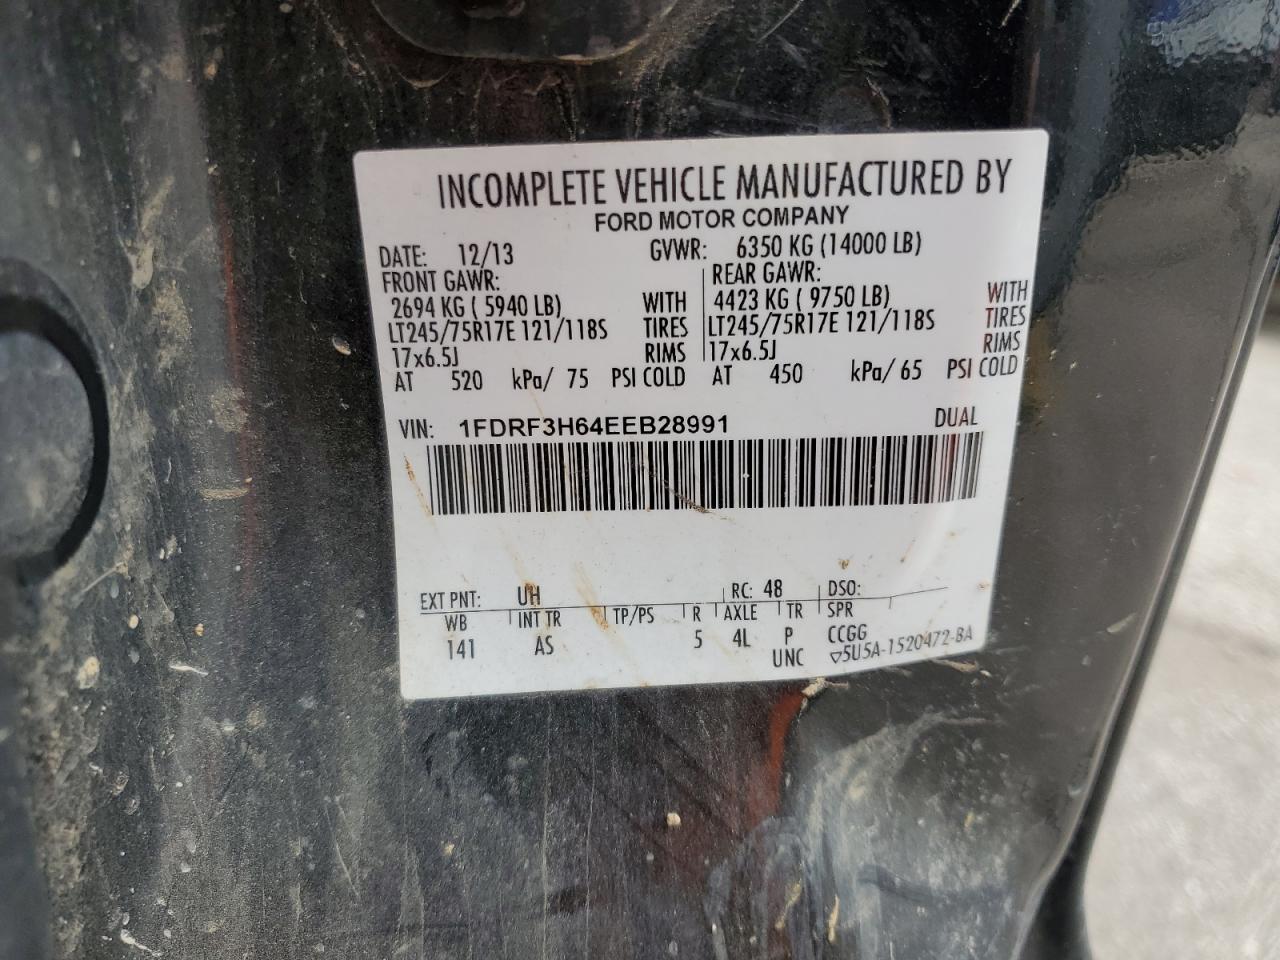 INCOMPLETE VEHICLE MANUFACTURED BY
FORD MOTOR COMPANY
DATE: 12/13 GVWR: 6350 KG (14000 LB)
FRONT GAWR: REAR GAWR:
2694 KG ( 5940 LB) WITH 4423 KG ( 9750 LB) WITH
LT245/75R17E 121/118S TIRES LT245/75R17E 121/118S TIRES
17x6.5J RIMS 17x6.5J RIMS
AT 520 kPa/ 75 PSI COLD AT 450 kPa/ 65 PSI COLD
VIN: 1FDRF3H64EEB28991 DUAL
EXT PNT: UH RC: 48 DSO:
WB INT TR TP/PS R AXLE TR SPR
141 AS 5 4L P CCGG
UNC ▽5U5A-1520472-BA